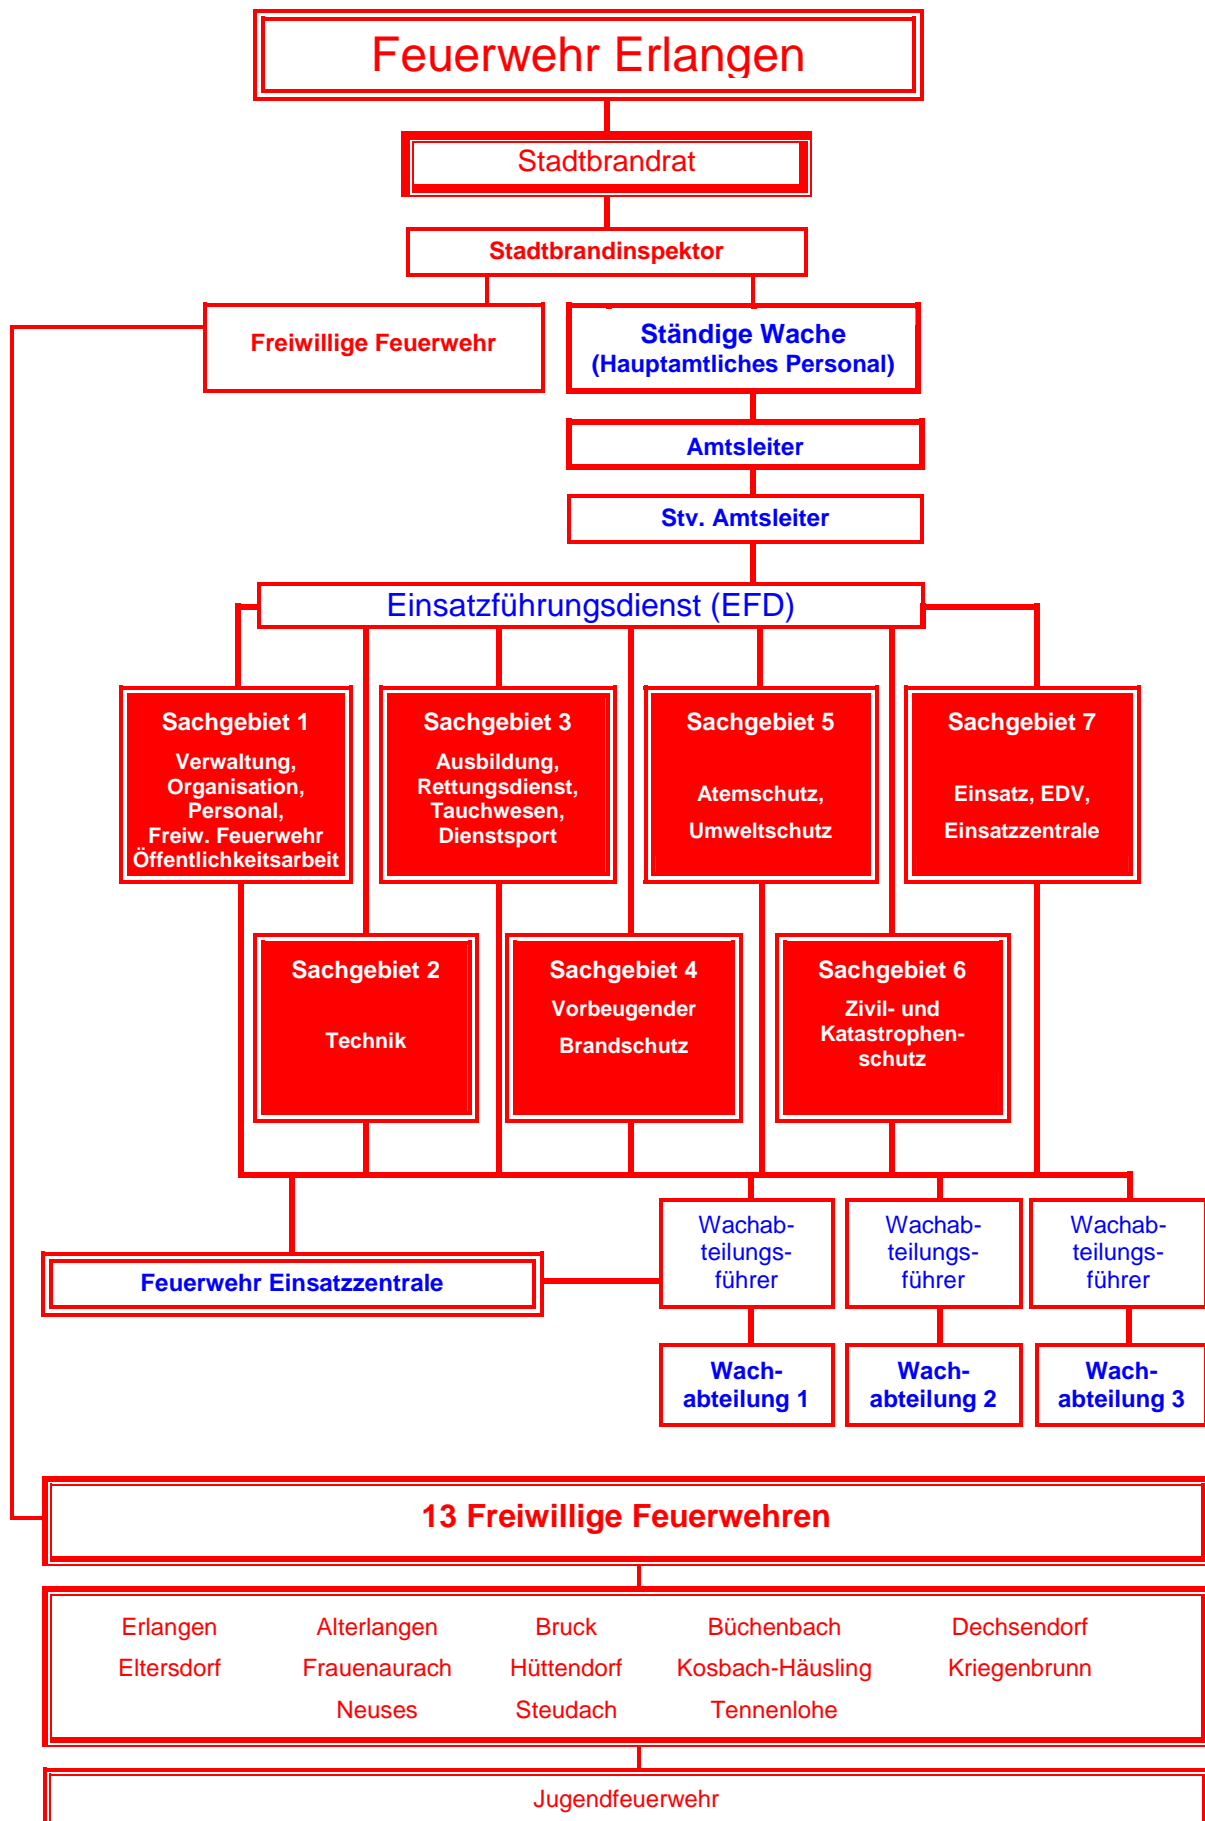 Feuerwehr Erlangen
Stadtbrandrat
Stadtbrandinspektor
Freiwillige Feuerwehr
Ständige Wache
(Hauptamtliches Personal)
Amtsleiter
Stv. Amtsleiter
Einsatzführungsdienst (EFD)
Sachgebiet 1
Verwaltung,
Organisation,
Personal,
Freiw. Feuerwehr
Öffentlichkeitsarbeit
Sachgebiet 3
Ausbildung,
Rettungsdienst,
Tauchwesen,
Dienstsport
Sachgebiet 5
Atemschutz,
Umweltschutz
Sachgebiet 7
Einsatz, EDV,
Einsatzzentrale
Sachgebiet 2
Technik
Sachgebiet 4
Vorbeugender
Brandschutz
Sachgebiet 6
Zivil- und
Katastrophen-
schutz
Feuerwehr Einsatzzentrale
Wachab-
teilungs-
führer
Wachab-
teilungs-
führer
Wachab-
teilungs-
führer
Wach-
abteilung 1
Wach-
abteilung 2
Wach-
abteilung 3
13 Freiwillige Feuerwehren
Erlangen Alterlangen Bruck Büchenbach Dechsendorf
Eltersdorf Frauenaurach Hüttendorf Kosbach-Häusling Kriegenbrunn
Neuses Steudach Tennenlohe
Jugendfeuerwehr